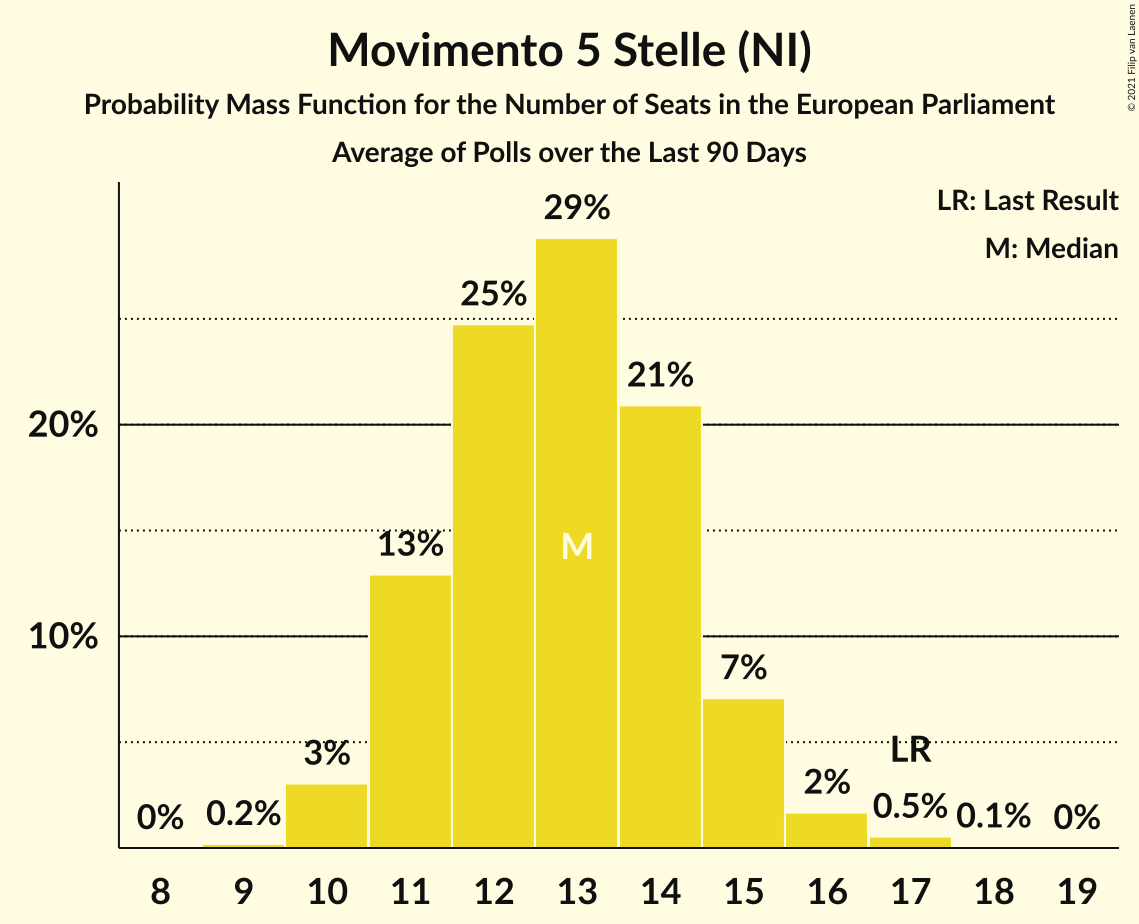 Movimento 5 Stelle (NI)
Probability Mass Function for the Number of Seats in the European Parliament
Average of Polls over the Last 90 Days
© 2021 Filip van Laenen
LR: Last Result
M: Median
29%
25%
21%
20%
13%
M
10%
7%
3%
LR
2%
0% 0.2% 0.5% 0.1% 0%
8 9 10 11 12 13 14 15 16 17 18 19